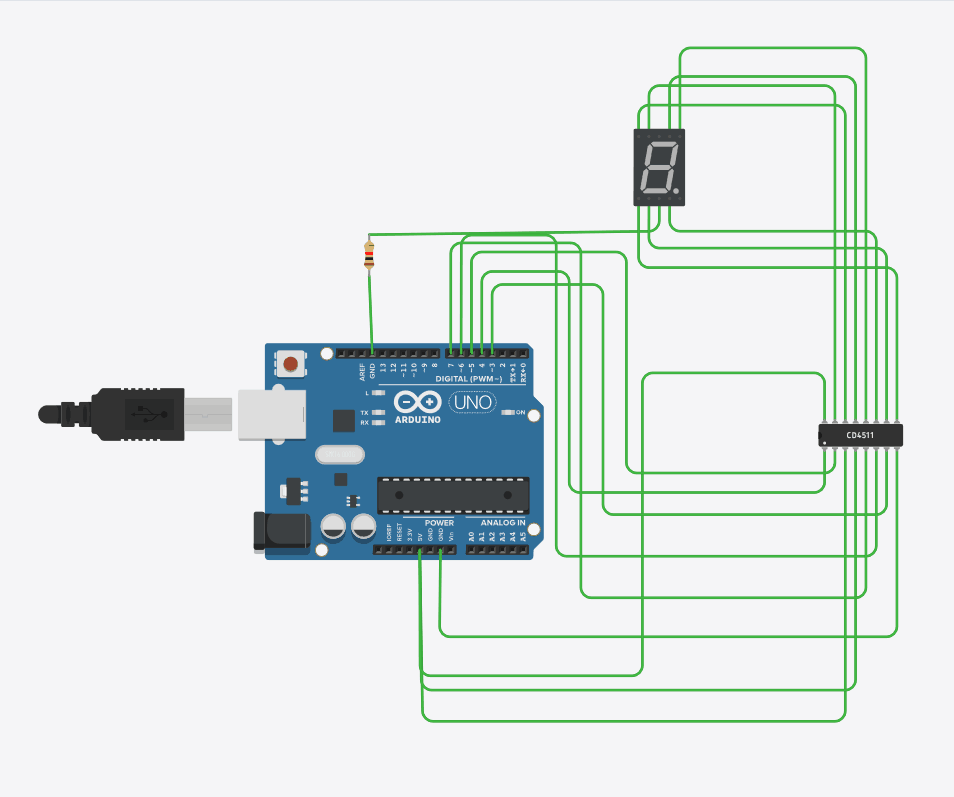 AREF
GND
13
12
~11
~10
~9
8
7
~6
~5
4
~3
2
TX→1
RX←0
DIGITAL (PWM~)
L
TX
RX
UNO
ON
ARDUINO
CD4511
POWER
ANALOG IN
IOREF
RESET
3.3V
5V
GND
GND
Vin
A0
A1
A2
A3
A4
A5